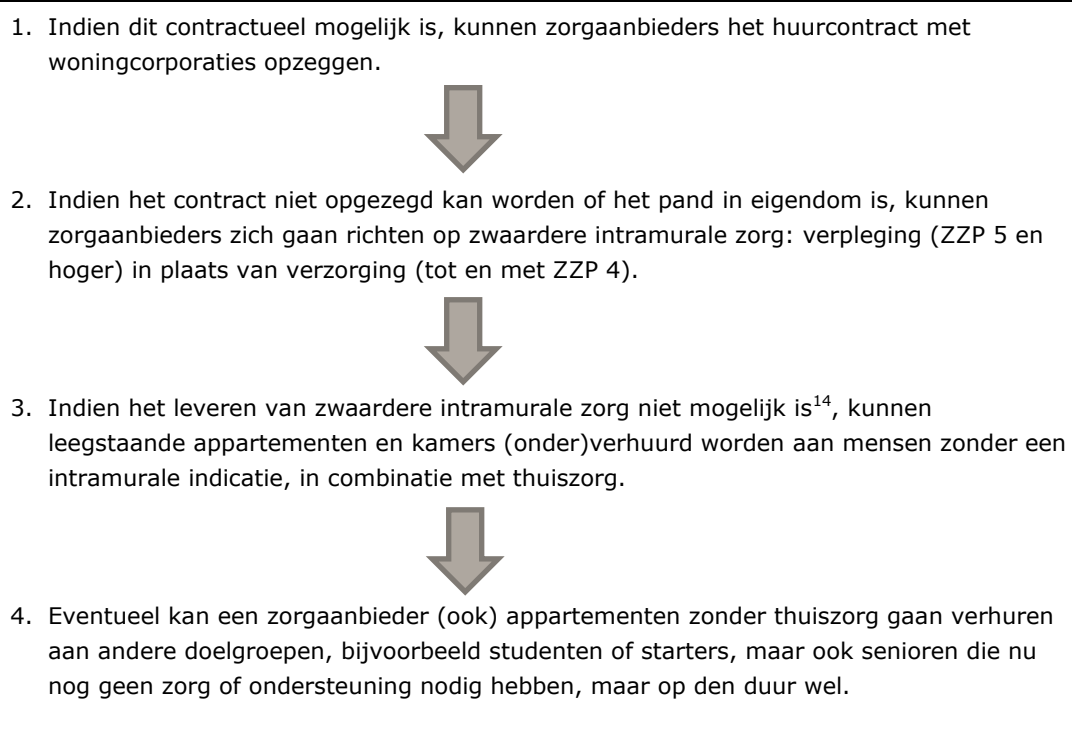 1. Indien dit contractueel mogelijk is, kunnen zorgaanbieders het huurcontract met
woningcorporaties opzeggen.
2. Indien het contract niet opgezegd kan worden of het pand in eigendom is, kunnen
zorgaanbieders zich gaan richten op zwaardere intramurale zorg: verpleging (ZZP 5 en
hoger) in plaats van verzorging (tot en met ZZP 4).
3. Indien het leveren van zwaardere intramurale zorg niet mogelijk is¹⁴, kunnen
leegstaande appartementen en kamers (onder)verhuurd worden aan mensen zonder een
intramurale indicatie, in combinatie met thuiszorg.
4. Eventueel kan een zorgaanbieder (ook) appartementen zonder thuiszorg gaan verhuren
aan andere doelgroepen, bijvoorbeeld studenten of starters, maar ook senioren die nu
nog geen zorg of ondersteuning nodig hebben, maar op den duur wel.